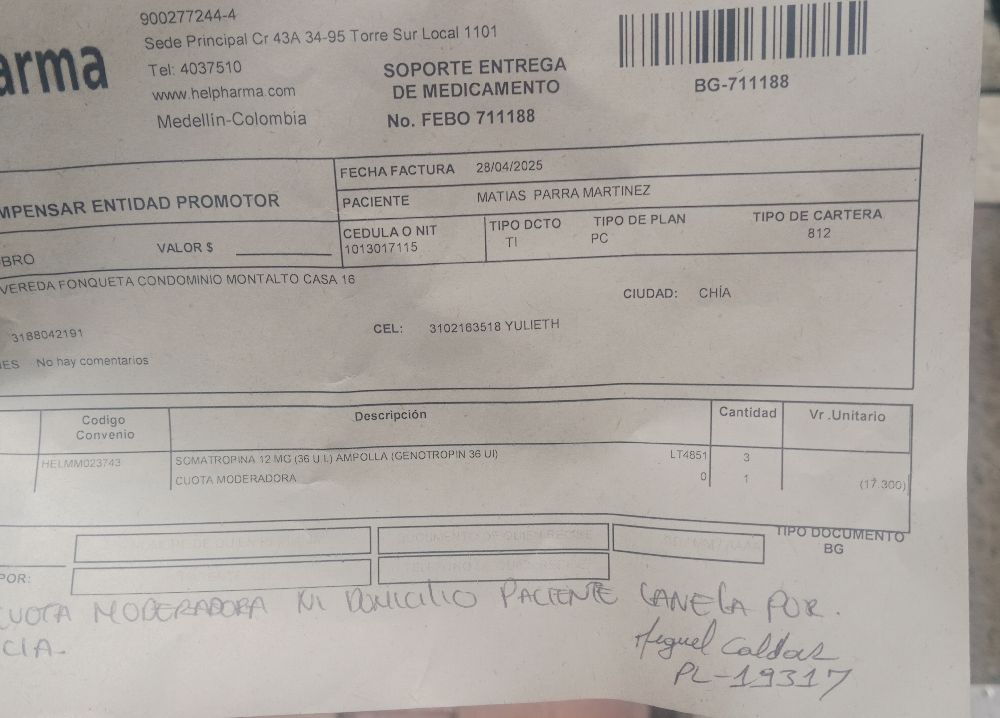 900277244-4
arma
Sede Principal Cr 43A 34-95 Torre Sur Local 1101
Tel: 4037510
www.helpharma.com
Medellin-Colombia
SOPORTE ENTREGA
DE MEDICAMENTO
No. FEBO 711188
BG-711188
FECHA FACTURA 28/04/2025
MPENSAR ENTIDAD PROMOTOR
PACIENTE MATIAS PARRA MARTINEZ
BRO VALOR $
CEDULA O NIT
1013017115
TIPO DCTO
TI
TIPO DE PLAN
PC
TIPO DE CARTERA
812
VEREDA FONQUETA CONDOMINIO MONTALTO CASA 16
CIUDAD: CHÍA
3188042191
CEL: 3102163518 YULIETH
ES No hay comentarios
Codigo
Convenio
Descripción
Cantidad
Vr .Unitario
HELMM023743 SOMATROPINA 12 MG (36 U.I.) AMPOLLA (GENOTROPIN 36 UI) LT4851 3
CUOTA MODERADORA 0 1 (17.300)
TIPO DOCUMENTO
BG
POR:
CUOTA MODERADORA NI DOMICILIO PACIENTE CANELA POR.
CIA.
Miguel Caldas
PL-19317